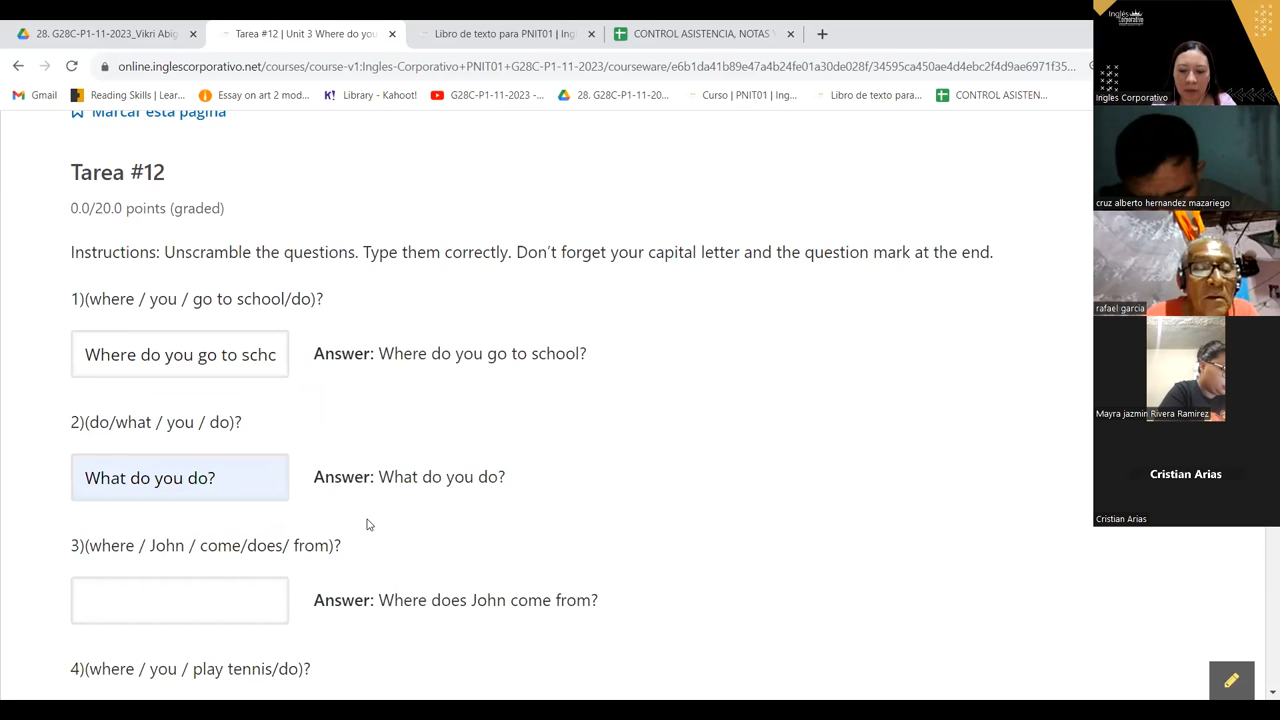 28. G28C-P1-11-2023_Vikri Abig
Tarea #12 | Unit 3 Where do you
Libro de texto para PNIT01 | Ingl
CONTROL ASISTENCIA, NOTAS
online.inglescorporativo.net/courses/course-v1:Ingles-Corporativo+PNIT01+G28C-P1-11-2023/courseware/e6b1da41b89e47a4b24fe01a30de028f/34595ca450ae4d4ebc2f4d9ae6971f35...
Gmail
Reading Skills | Lear...
Essay on art 2 mod...
Library - Kahoo
G28C-P1-11-2023 -...
28. G28C-P1-11-20...
Curso | PNIT01 | Ing...
Libro de texto para...
CONTROL ASISTEN...
Marcar esta página
Tarea #12
0.0/20.0 points (graded)
Instructions: Unscramble the questions. Type them correctly. Don't forget your capital letter and the question mark at the end.
1)(where / you / go to school/do)?
Where do you go to schc
Answer: Where do you go to school?
2)(do/what / you / do)?
What do you do?
Answer: What do you do?
3)(where / John / come/does/ from)?
Answer: Where does John come from?
4)(where / you / play tennis/do)?
Inglés
Corporativo
Ingles Corporativo
cruz alberto hernandez mazariego
rafael garcia
Mayra jazmin Rivera Ramirez
Cristian Arias
Cristian Arias